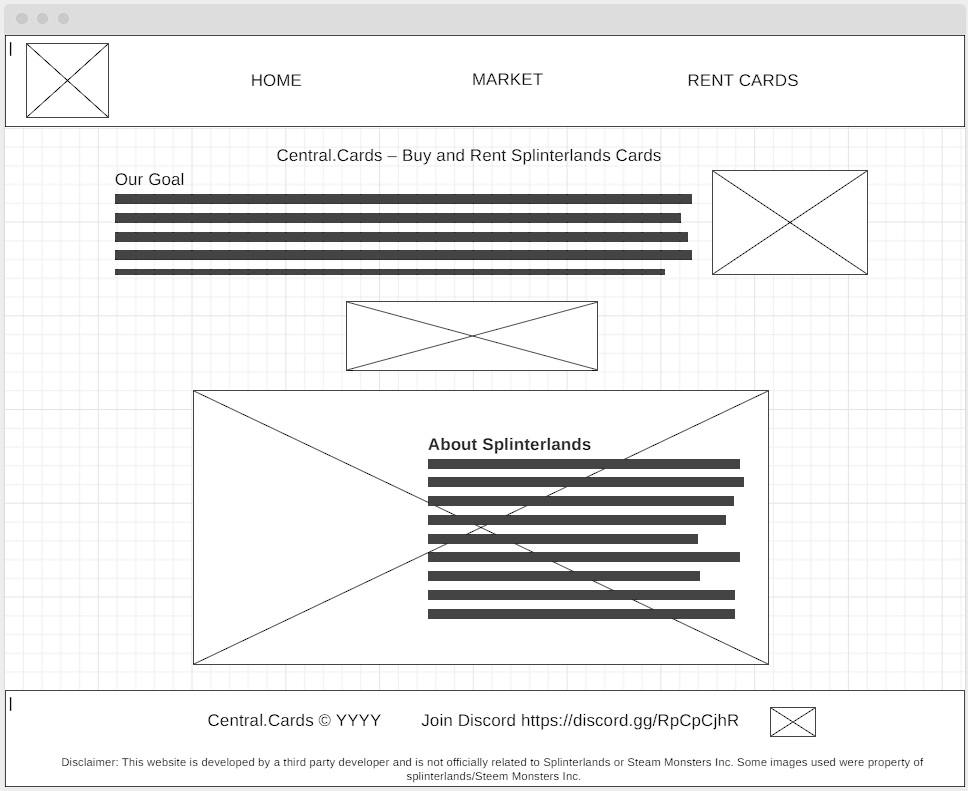 HOME MARKET RENT CARDS
Central.Cards – Buy and Rent Splinterlands Cards
Our Goal
About Splinterlands
Central.Cards © YYYY Join Discord https://discord.gg/RpCpCjhR
Disclaimer: This website is developed by a third party developer and is not officially related to Splinterlands or Steam Monsters Inc. Some images used were property of
splinterlands/Steem Monsters Inc.